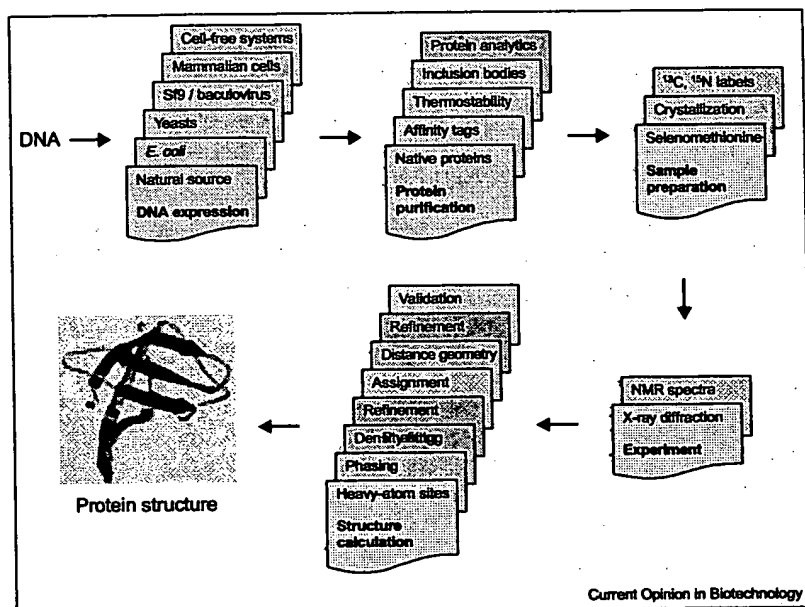 Cell-free systems
Mammalian cells
Sf9 / baculovirus
Yeasts
E. coli
Natural source
DNA expression
DNA
Protein analytics
Inclusion bodies
Thermostability
Affinity tags
Native proteins
Protein
purification
¹³C, ¹⁵N labels
Crystallization
Selenomethionine
Sample
preparation
NMR spectra
X-ray diffraction
Experiment
Validation
Refinement
Distance geometry
Assignment
Refinement
Phasing
Heavy-atom sites
Structure
calculation
Protein structure
Current Opinion in Biotechnology